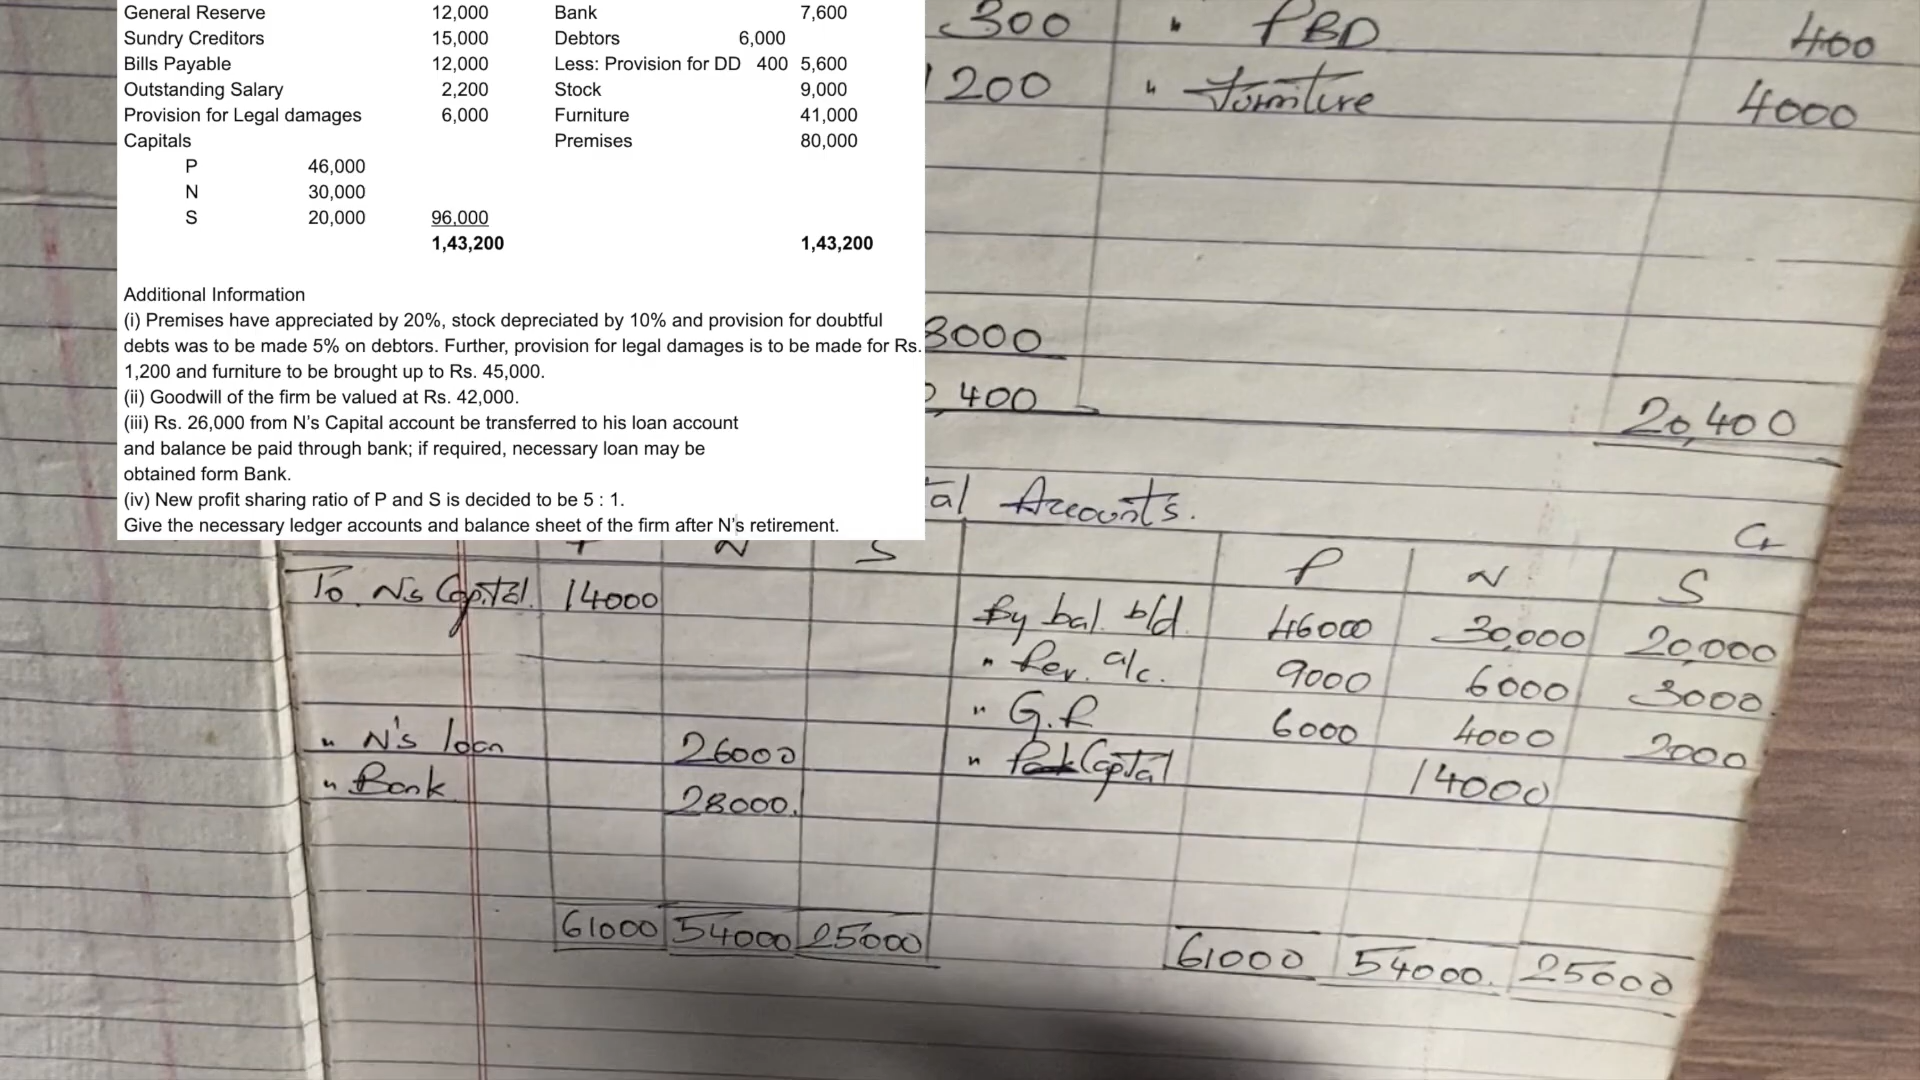 General Reserve 12,000 Bank 7,600
Sundry Creditors 15,000 Debtors 6,000
Bills Payable 12,000 Less: Provision for DD 400 5,600
Outstanding Salary 2,200 Stock 9,000
Provision for Legal damages 6,000 Furniture 41,000
Capitals Premises 80,000
P 46,000
N 30,000
S 20,000 96,000
1,43,200 1,43,200
Additional Information
(i) Premises have appreciated by 20%, stock depreciated by 10% and provision for doubtful
debts was to be made 5% on debtors. Further, provision for legal damages is to be made for Rs.
1,200 and furniture to be brought up to Rs. 45,000.
(ii) Goodwill of the firm be valued at Rs. 42,000.
(iii) Rs. 26,000 from N's Capital account be transferred to his loan account
and balance be paid through bank; if required, necessary loan may be
obtained form Bank.
(iv) New profit sharing ratio of P and S is decided to be 5 : 1.
Give the necessary ledger accounts and balance sheet of the firm after N's retirement.
300 " PBD 400
1200 " Furniture 4000
3000
400 20,400
tal Accounts.
Cr
N S P N S
To N's Capital 14000 By bal. b/d. 46000 30,000 20,000
" Rev. a/c. 9000 6000 3000
" G.R 6000 4000 2000
" N's loan 26000 " Capital 14000
" Bank 28000.
61000 54000 25000 61000 54000. 25000